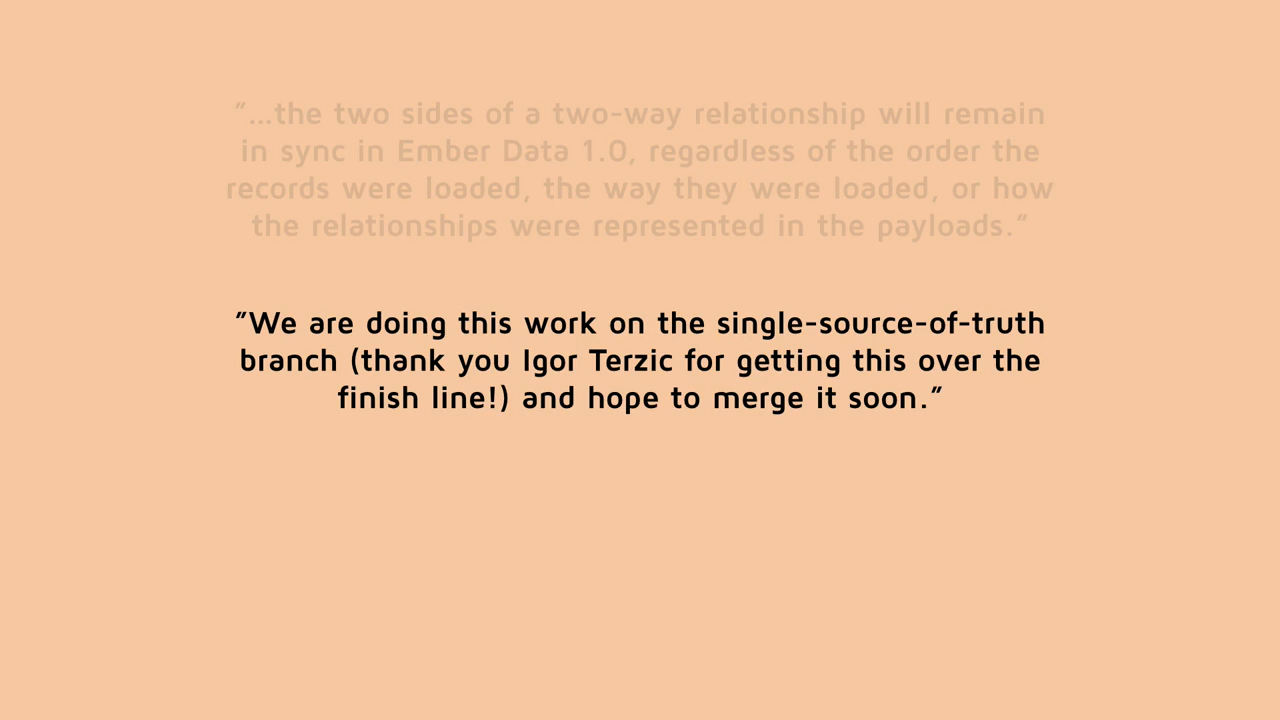 "...the two sides of a two-way relationship will remain
in sync in Ember Data 1.0, regardless of the order the
records were loaded, the way they were loaded, or how
the relationships were represented in the payloads."
"We are doing this work on the single-source-of-truth
branch (thank you Igor Terzic for getting this over the
finish line!) and hope to merge it soon."